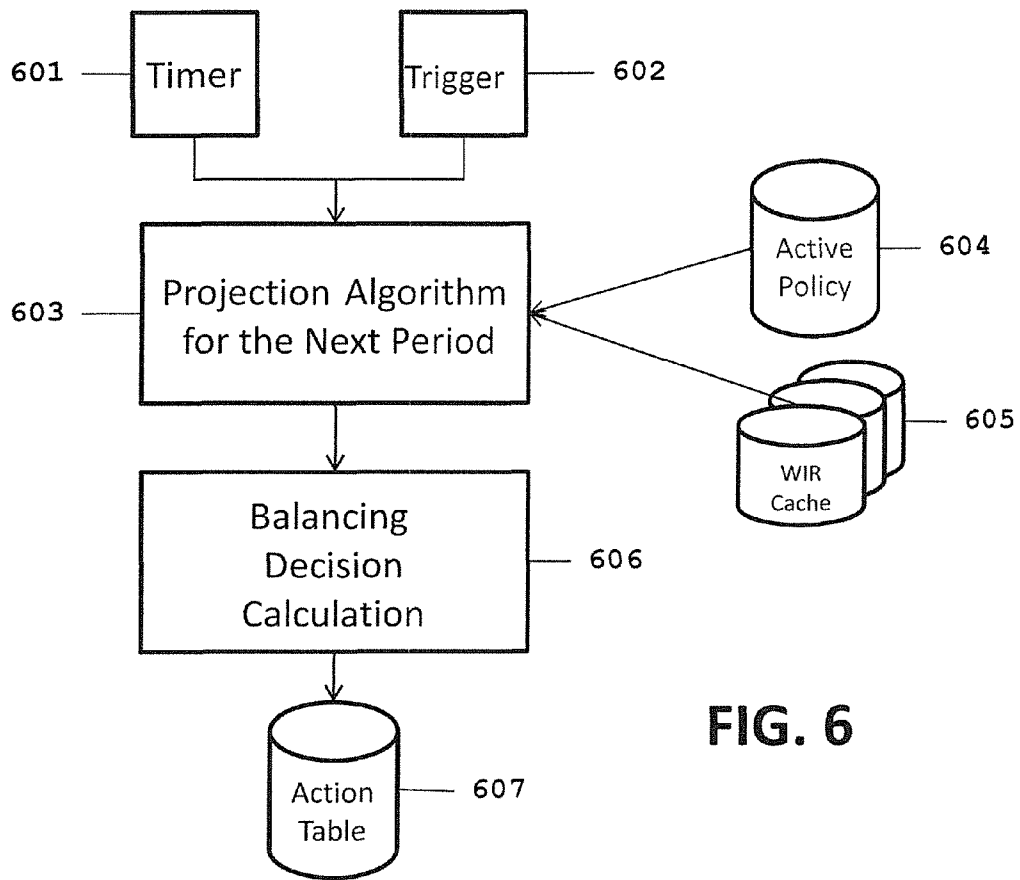 601
Timer
Trigger
602
Active
Policy
604
603
Projection Algorithm
for the Next Period
WIR
Cache
605
Balancing
Decision
Calculation
606
FIG. 6
Action
Table
607